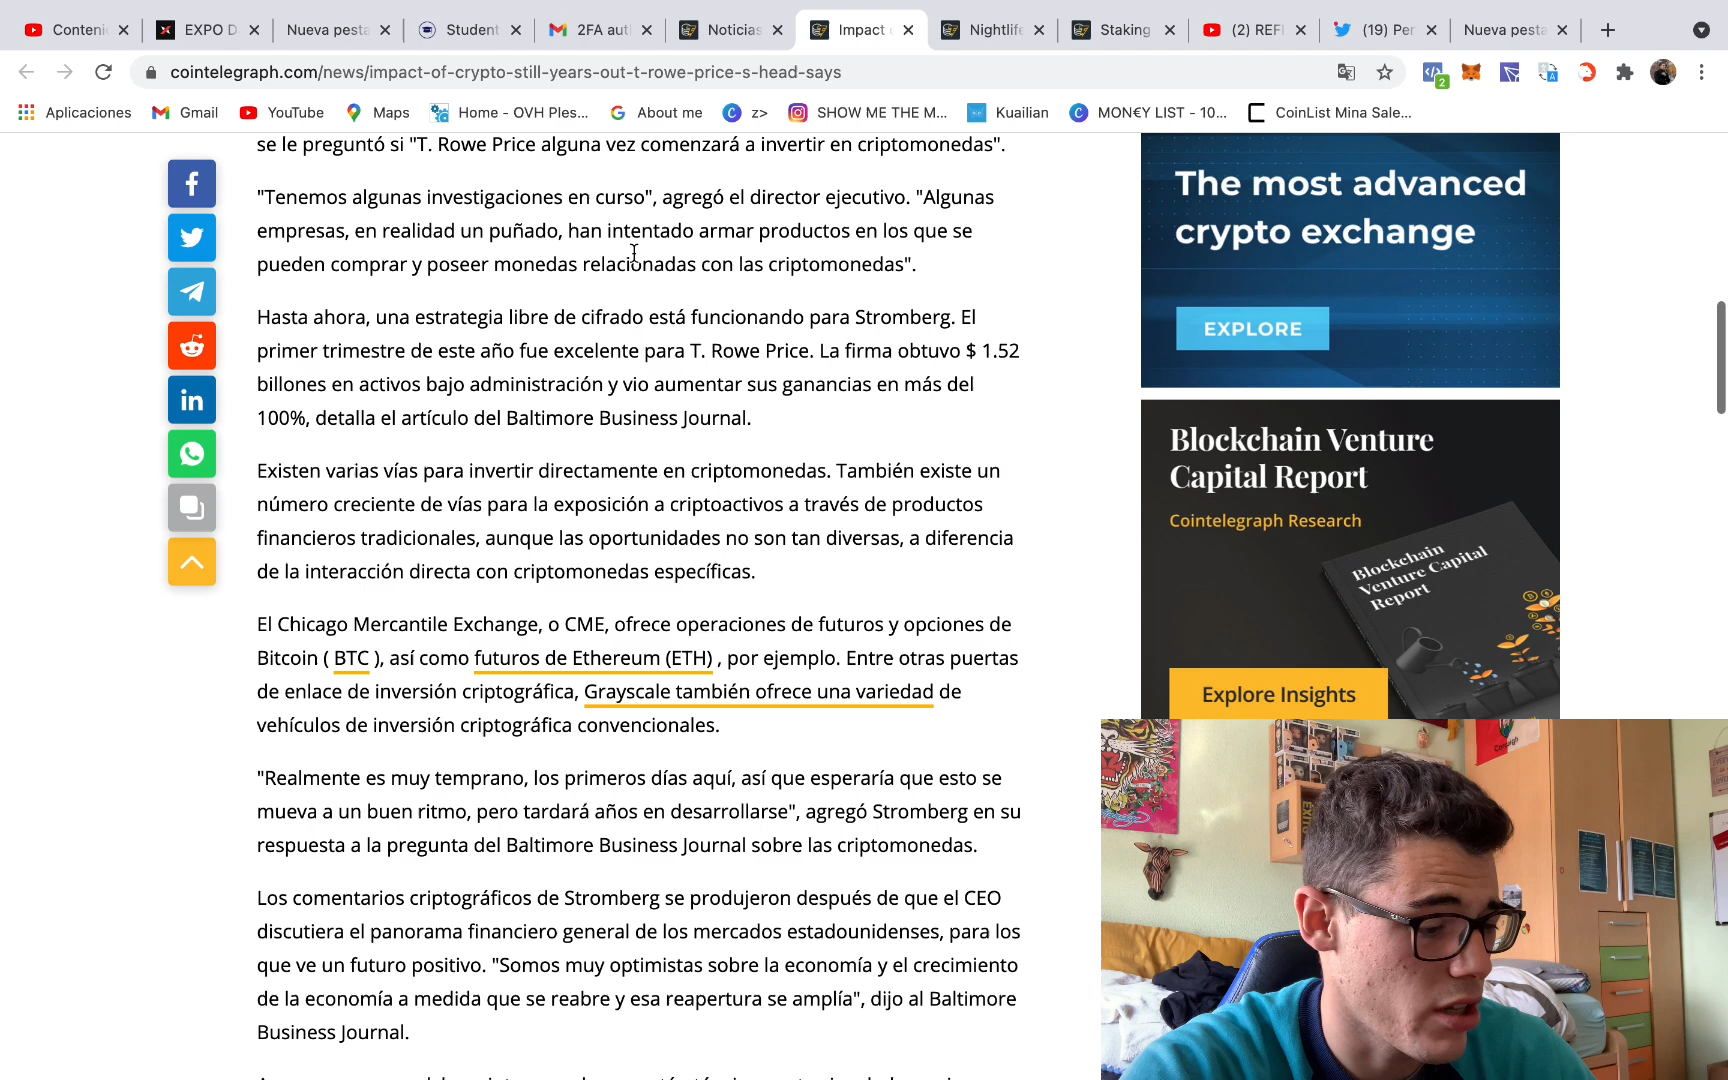 Conteni
EXPO D
Nueva pesta
Student
2FA aut
Noticias
Impact
Nightlife
Staking
(2) REF
(19) Per
Nueva pesta
cointelegraph.com/news/impact-of-crypto-still-years-out-t-rowe-price-s-head-says
2
Aplicaciones
Gmail
YouTube
Maps
Home - OVH Ples...
About me
z>
SHOW ME THE M...
Kuailian
MON€Y LIST - 10...
CoinList Mina Sale...
se le preguntó si "T. Rowe Price alguna vez comenzará a invertir en criptomonedas".
"Tenemos algunas investigaciones en curso", agregó el director ejecutivo. "Algunas
empresas, en realidad un puñado, han intentado armar productos en los que se
pueden comprar y poseer monedas relacionadas con las criptomonedas".
Hasta ahora, una estrategia libre de cifrado está funcionando para Stromberg. El
primer trimestre de este año fue excelente para T. Rowe Price. La firma obtuvo $ 1.52
billones en activos bajo administración y vio aumentar sus ganancias en más del
100%, detalla el artículo del Baltimore Business Journal.
Existen varias vías para invertir directamente en criptomonedas. También existe un
número creciente de vías para la exposición a criptoactivos a través de productos
financieros tradicionales, aunque las oportunidades no son tan diversas, a diferencia
de la interacción directa con criptomonedas específicas.
El Chicago Mercantile Exchange, o CME, ofrece operaciones de futuros y opciones de
Bitcoin ( BTC ), así como futuros de Ethereum (ETH) , por ejemplo. Entre otras puertas
de enlace de inversión criptográfica, Grayscale también ofrece una variedad de
vehículos de inversión criptográfica convencionales.
"Realmente es muy temprano, los primeros días aquí, así que esperaría que esto se
mueva a un buen ritmo, pero tardará años en desarrollarse", agregó Stromberg en su
respuesta a la pregunta del Baltimore Business Journal sobre las criptomonedas.
Los comentarios criptográficos de Stromberg se produjeron después de que el CEO
discutiera el panorama financiero general de los mercados estadounidenses, para los
que ve un futuro positivo. "Somos muy optimistas sobre la economía y el crecimiento
de la economía a medida que se reabre y esa reapertura se amplía", dijo al Baltimore
Business Journal.
The most advanced
crypto exchange
EXPLORE
Blockchain Venture
Capital Report
Cointelegraph Research
Blockchain
Venture Capital
Report
Explore Insights